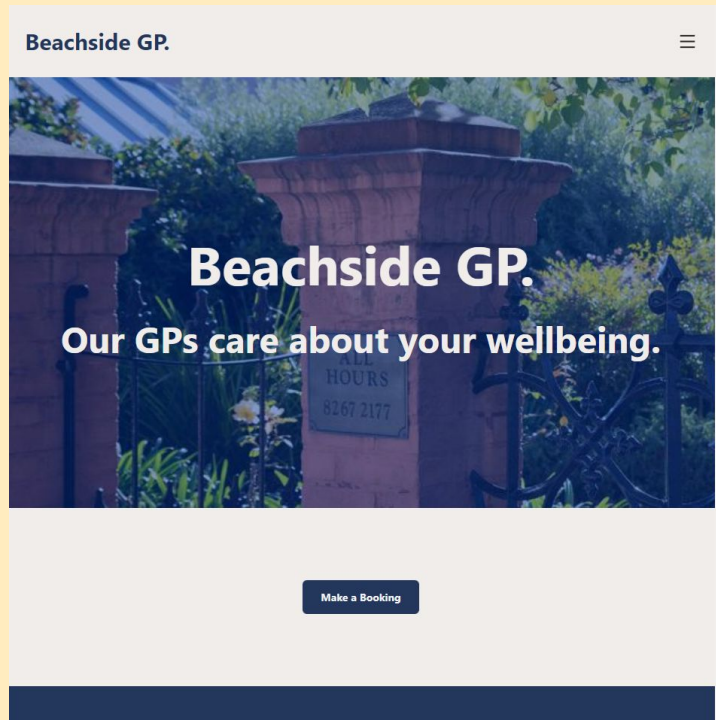 Beachside GP.
Beachside GP.
Our GPs care about your wellbeing.
ALL
HOURS
8267 2177
Make a Booking